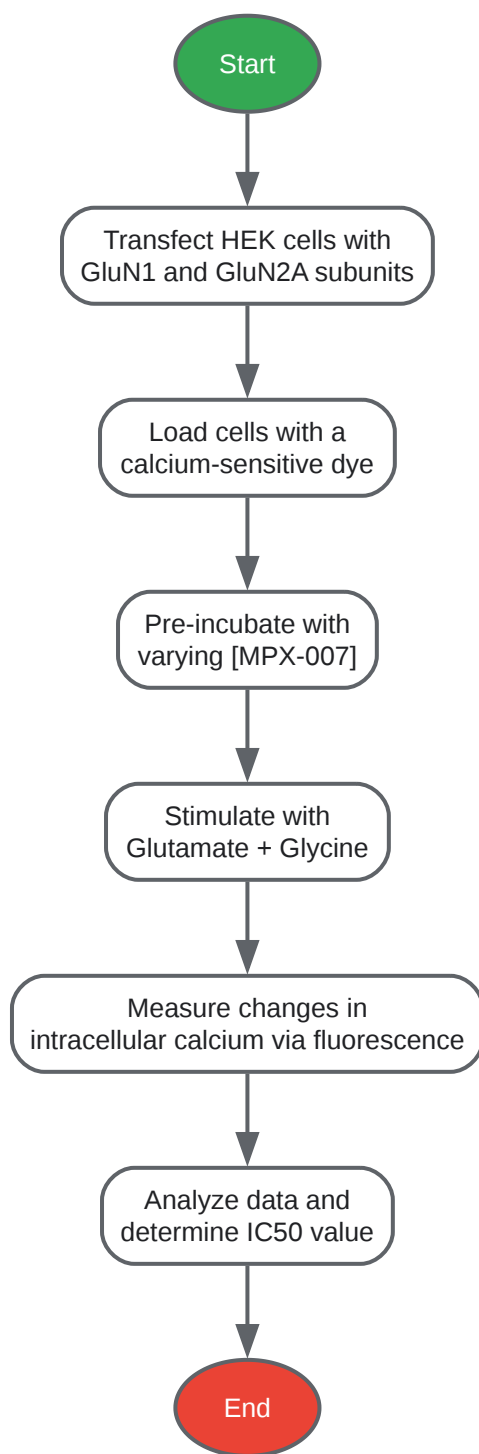 Start
Transfect HEK cells with
GluN1 and GluN2A subunits
Load cells with a
calcium-sensitive dye
Pre-incubate with
varying [MPX-007]
Stimulate with
Glutamate + Glycine
Measure changes in
intracellular calcium via fluorescence
Analyze data and
determine IC50 value
End